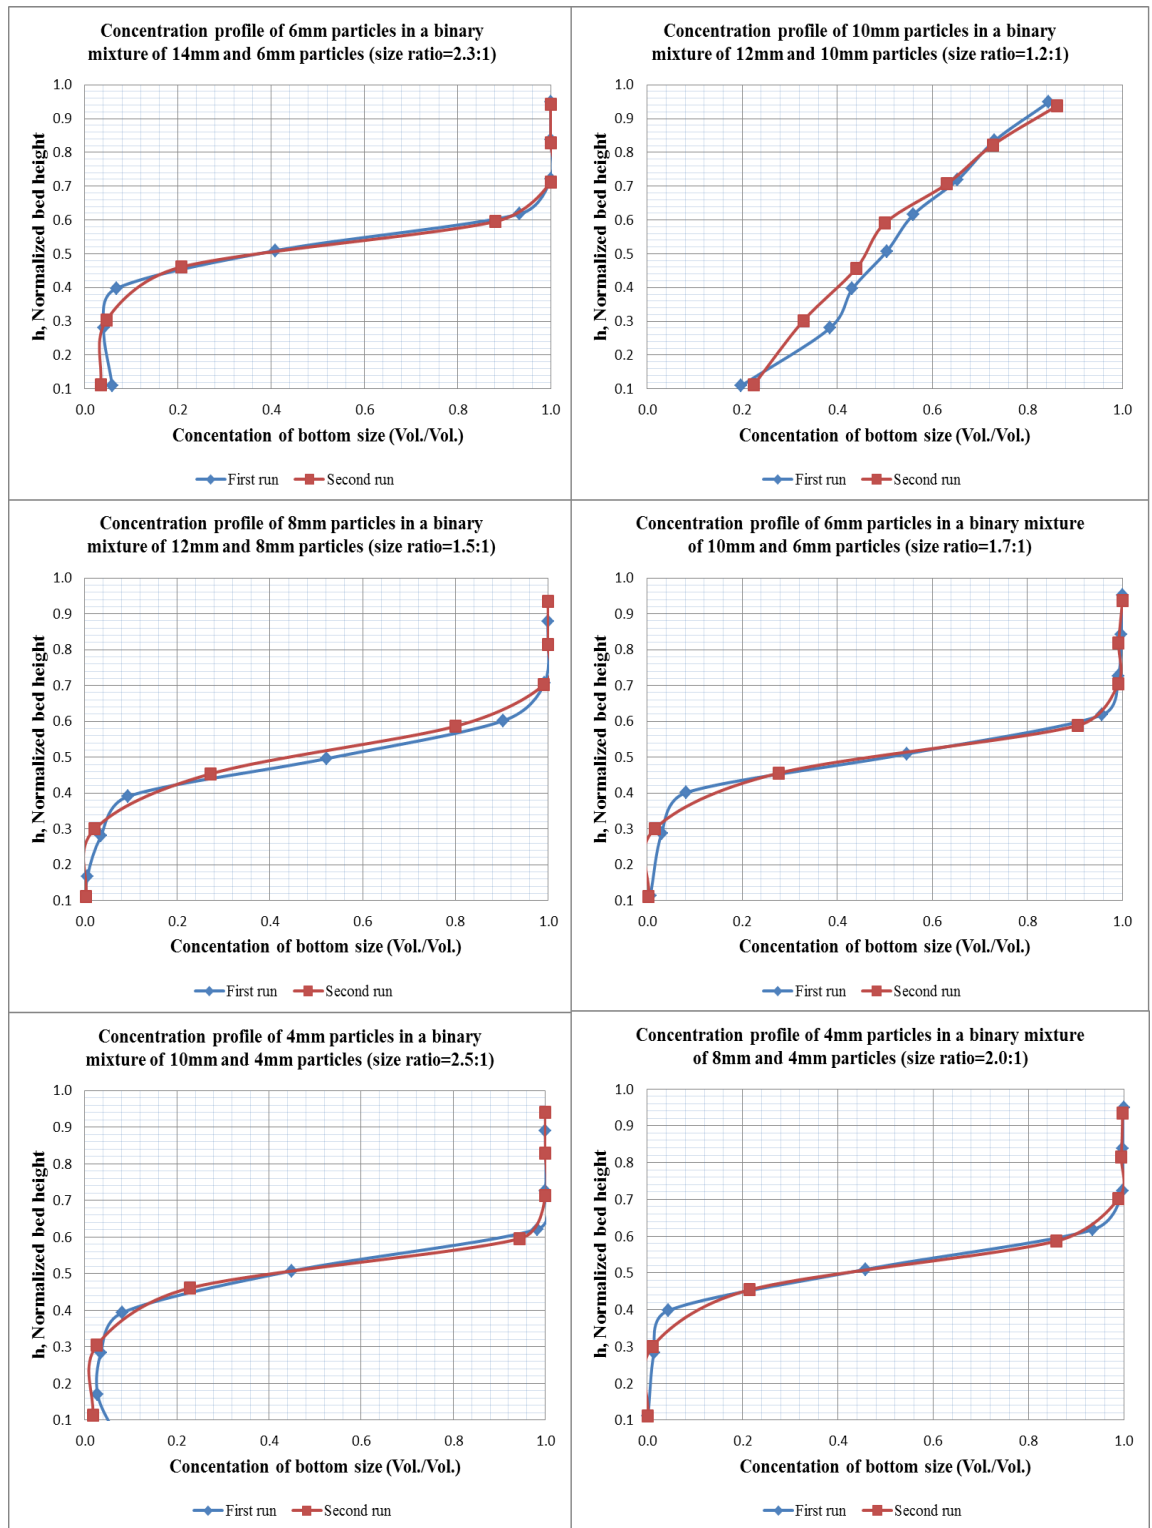 Concentration profile of 6mm particles in a binary
mixture of 14mm and 6mm particles (size ratio=2.3:1)
h, Normalized bed height
1.0
0.9
0.8
0.7
0.6
0.5
0.4
0.3
0.2
0.1
0.0 0.2 0.4 0.6 0.8 1.0
Concentation of bottom size (Vol./Vol.)
First run Second run
Concentration profile of 10mm particles in a binary
mixture of 12mm and 10mm particles (size ratio=1.2:1)
h, Normalized bed height
1.0
0.9
0.8
0.7
0.6
0.5
0.4
0.3
0.2
0.1
0.0 0.2 0.4 0.6 0.8 1.0
Concentation of bottom size (Vol./Vol.)
First run Second run
Concentration profile of 8mm particles in a binary
mixture of 12mm and 8mm particles (size ratio=1.5:1)
h, Normalized bed height
1.0
0.9
0.8
0.7
0.6
0.5
0.4
0.3
0.2
0.1
0.0 0.2 0.4 0.6 0.8 1.0
Concentation of bottom size (Vol./Vol.)
First run Second run
Concentration profile of 6mm particles in a binary mixture
of 10mm and 6mm particles (size ratio=1.7:1)
h, Normalized bed height
1.0
0.9
0.8
0.7
0.6
0.5
0.4
0.3
0.2
0.1
0.0 0.2 0.4 0.6 0.8 1.0
Concentation of bottom size (Vol./Vol.)
First run Second run
Concentration profile of 4mm particles in a binary
mixture of 10mm and 4mm particles (size ratio=2.5:1)
h, Normalized bed height
1.0
0.9
0.8
0.7
0.6
0.5
0.4
0.3
0.2
0.1
0.0 0.2 0.4 0.6 0.8 1.0
Concentation of bottom size (Vol./Vol.)
First run Second run
Concentration profile of 4mm particles in a binary mixture
of 8mm and 4mm particles (size ratio=2.0:1)
h, Normalized bed height
1.0
0.9
0.8
0.7
0.6
0.5
0.4
0.3
0.2
0.1
0.0 0.2 0.4 0.6 0.8 1.0
Concentation of bottom size (Vol./Vol.)
First run Second run